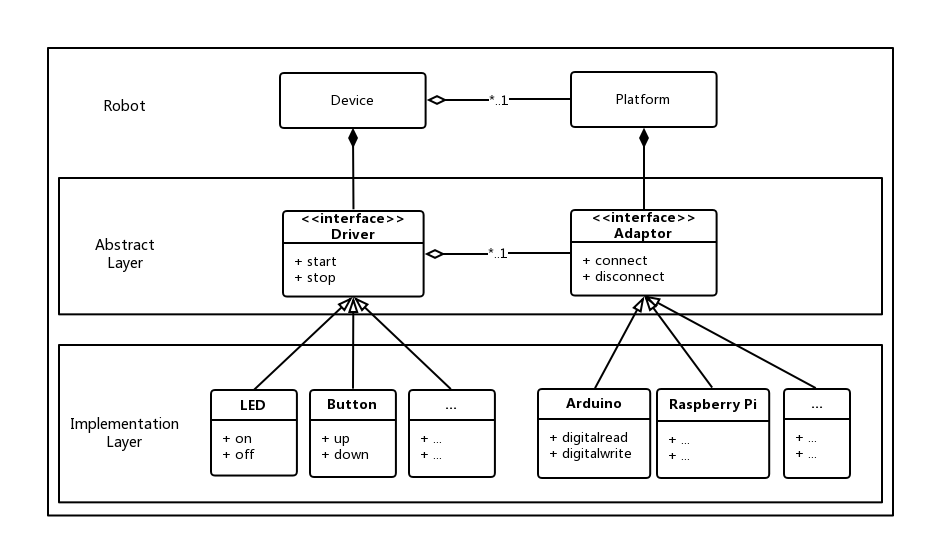 Robot
Device
*..1
Platform
Abstract
Layer
<<interface>>
Driver
+ start
+ stop
*..1
<<interface>>
Adaptor
+ connect
+ disconnect
Implementation
Layer
LED
+ on
+ off
Button
+ up
+ down
...
+ ...
+ ...
Arduino
+ digitalread
+ digitalwrite
Raspberry Pi
+ ...
+ ...
...
+ ...
+ ...